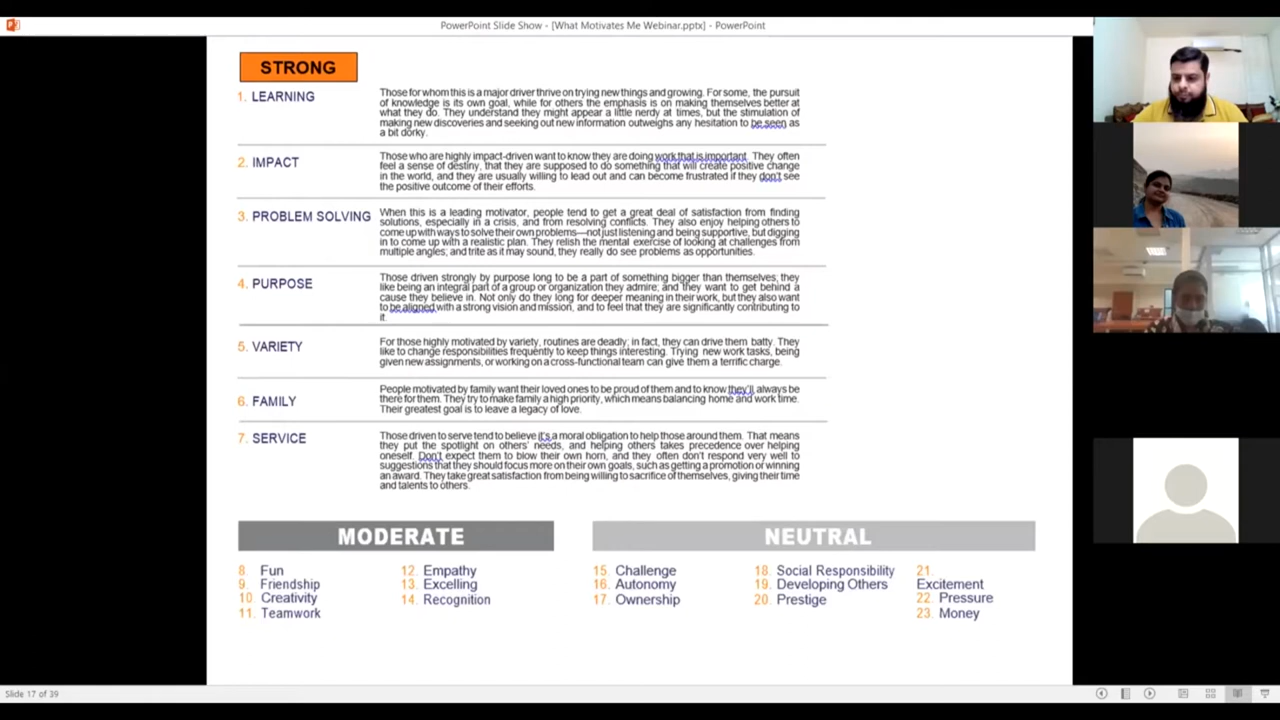 PowerPoint Slide Show - [What Motivates Me Webinar.pptx] - PowerPoint
STRONG
1. LEARNING
Those for whom this is a major driver thrive on trying new things and growing. For some, the pursuit
of knowledge is its own goal, while for others the emphasis is on making themselves better at
what they do. They understand they might appear a little nerdy at times, but the stimulation of
making new discoveries and seeking out new information outweighs any hesitation to be seen as
a bit dorky.
2. IMPACT
Those who are highly impact-driven want to know they are doing work that is important. They often
feel a sense of destiny, that they are supposed to do something that will create positive change
in the world, and they are usually willing to lead out and can become frustrated if they don't see
the positive outcome of their efforts.
3. PROBLEM SOLVING
When this is a leading motivator, people tend to get a great deal of satisfaction from finding
solutions, especially in a crisis, and from resolving conflicts. They also enjoy helping others to
come up with ways to solve their own problems—not just listening and being supportive, but digging
in to come up with a realistic plan. They relish the mental exercise of looking at challenges from
multiple angles; and trite as it may sound, they really do see problems as opportunities.
4. PURPOSE
Those driven strongly by purpose long to be a part of something bigger than themselves; they
like being an integral part of a group or organization they admire; and they want to get behind a
cause they believe in. Not only do they long for deeper meaning in their work, but they also want
to be aligned with a strong vision and mission, and to feel that they are significantly contributing to
it.
5. VARIETY
For those highly motivated by variety, routines are deadly; in fact, they can drive them batty. They
like to change responsibilities frequently to keep things interesting. Trying new work tasks, being
given new assignments, or working on a cross-functional team can give them a terrific charge.
6. FAMILY
People motivated by family want their loved ones to be proud of them and to know they'll always be
there for them. They try to make family a high priority, which means balancing home and work time.
Their greatest goal is to leave a legacy of love.
7. SERVICE
Those driven to serve tend to believe it's a moral obligation to help those around them. That means
they put the spotlight on others' needs, and helping others takes precedence over helping
oneself. Don't expect them to blow their own horn, and they often don't respond very well to
suggestions that they should focus more on their own goals, such as getting a promotion or winning
an award. They take great satisfaction from being willing to sacrifice of themselves, giving their time
and talents to others.
MODERATE
8. Fun
9. Friendship
10. Creativity
11. Teamwork
12. Empathy
13. Excelling
14. Recognition
NEUTRAL
15. Challenge
16. Autonomy
17. Ownership
18. Social Responsibility
19. Developing Others
20. Prestige
21.
Excitement
22. Pressure
23. Money
Slide 17 of 39